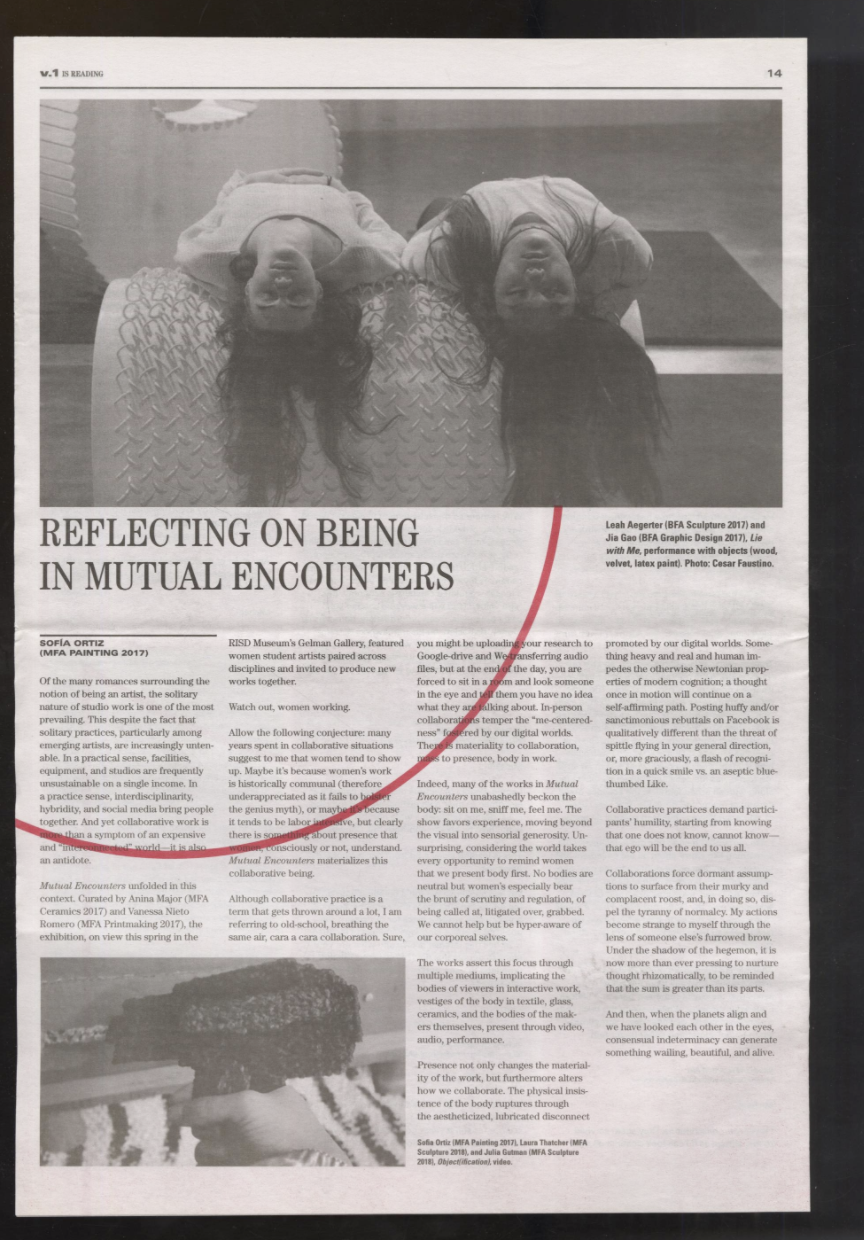 v.1 IS READING
14
REFLECTING ON BEING
IN MUTUAL ENCOUNTERS
Leah Aegerter (BFA Sculpture 2017) and
Jia Gao (BFA Graphic Design 2017), Lie
with Me, performance with objects (wood,
velvet, latex paint). Photo: Cesar Faustino.
SOFÍA ORTIZ
(MFA PAINTING 2017)
Of the many romances surrounding the
notion of being an artist, the solitary
nature of studio work is one of the most
prevailing. This despite the fact that
solitary practices, particularly among
emerging artists, are increasingly unten-
able. In a practical sense, facilities,
equipment, and studios are frequently
unsustainable on a single income. In
a practice sense, interdisciplinarity,
hybridity, and social media bring people
together. And yet collaborative work is
more than a symptom of an expensive
and "interconnected" world—it is also
an antidote.
Mutual Encounters unfolded in this
context. Curated by Anina Major (MFA
Ceramics 2017) and Vanessa Nieto
Romero (MFA Printmaking 2017), the
exhibition, on view this spring in the
RISD Museum's Gelman Gallery, featured
women student artists paired across
disciplines and invited to produce new
works together.
Watch out, women working.
Allow the following conjecture: many
years spent in collaborative situations
suggest to me that women tend to show
up. Maybe it's because women's work
is historically communal (therefore
underappreciated as it fails to bolster
the genius myth), or maybe it's because
it tends to be labor intensive, but clearly
there is something about presence that
women, consciously or not, understand.
Mutual Encounters materializes this
collaborative being.
Although collaborative practice is a
term that gets thrown around a lot, I am
referring to old-school, breathing the
same air, cara a cara collaboration. Sure,
you might be uploading your research to
Google-drive and We-transferring audio
files, but at the end of the day, you are
forced to sit in a room and look someone
in the eye and tell them you have no idea
what they are talking about. In-person
collaborations temper the "me-centered-
ness" fostered by our digital worlds.
There is materiality to collaboration,
mass to presence, body in work.
Indeed, many of the works in Mutual
Encounters unabashedly beckon the
body: sit on me, sniff me, feel me. The
show favors experience, moving beyond
the visual into sensorial generosity. Un-
surprising, considering the world takes
every opportunity to remind women
that we present body first. No bodies are
neutral but women's especially bear
the brunt of scrutiny and regulation, of
being called at, litigated over, grabbed.
We cannot help but be hyper-aware of
our corporeal selves.
The works assert this focus through
multiple mediums, implicating the
bodies of viewers in interactive work,
vestiges of the body in textile, glass,
ceramics, and the bodies of the mak-
ers themselves, present through video,
audio, performance.
Presence not only changes the material-
ity of the work, but furthermore alters
how we collaborate. The physical insis-
tence of the body ruptures through
the aestheticized, lubricated disconnect
promoted by our digital worlds. Some-
thing heavy and real and human im-
pedes the otherwise Newtonian prop-
erties of modern cognition; a thought
once in motion will continue on a
self-affirming path. Posting huffy and/or
sanctimonious rebuttals on Facebook is
qualitatively different than the threat of
spittle flying in your general direction,
or, more graciously, a flash of recogni-
tion in a quick smile vs. an aseptic blue-
thumbed Like.
Collaborative practices demand partici-
pants' humility, starting from knowing
that one does not know, cannot know—
that ego will be the end to us all.
Collaborations force dormant assump-
tions to surface from their murky and
complacent roost, and, in doing so, dis-
pel the tyranny of normalcy. My actions
become strange to myself through the
lens of someone else's furrowed brow.
Under the shadow of the hegemon, it is
now more than ever pressing to nurture
thought rhizomatically, to be reminded
that the sum is greater than its parts.
And then, when the planets align and
we have looked each other in the eyes,
consensual indeterminacy can generate
something wailing, beautiful, and alive.
Sofia Ortiz (MFA Painting 2017), Laura Thatcher (MFA
Sculpture 2018), and Julia Gutman (MFA Sculpture
2018), Object(ification), video.